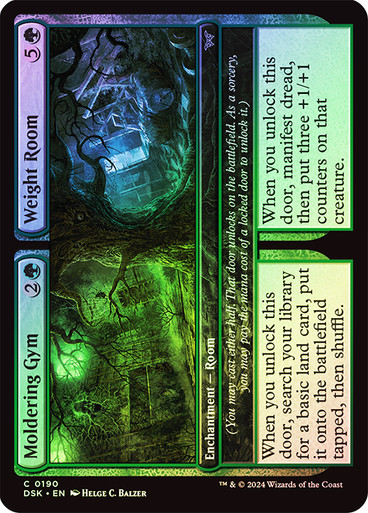 Moldering Gym 2
When you unlock this
door, search your library
for a basic land card, put
it onto the battlefield
tapped, then shuffle.
Weight Room 5
When you unlock this
door, manifest dread,
then put three +1/+1
counters on that
creature.
Enchantment — Room
(You may cast either half. That door unlocks on the battlefield. As a sorcery,
you may pay the mana cost of a locked door to unlock it.)
C 0190
DSK • EN HELGE C. BALZER
™ & © 2024 Wizards of the Coast